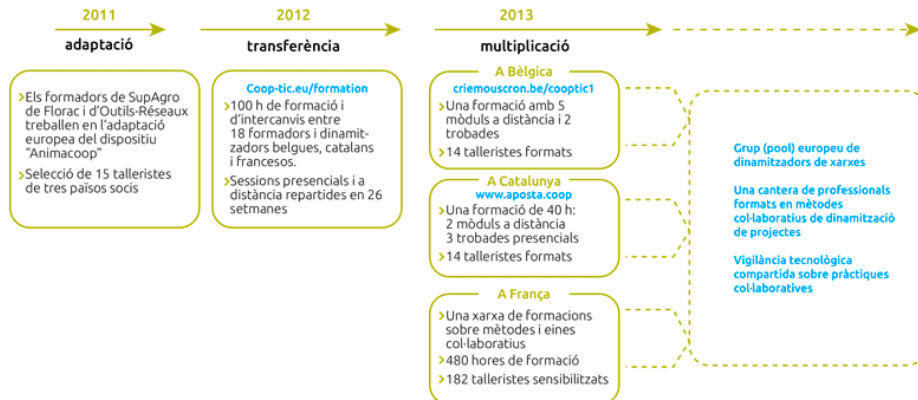 2011
adaptació
Els formadors de SupAgro
de Florac i d'Outils-Réseaux
treballen en l'adaptació
europea del dispositiu
"Animacoop"
Selecció de 15 talleristes
de tres països socis
2012
transferència
Coop-tic.eu/formation
100 h de formació i
d'intercanvis entre
18 formadors i dinamit-
zadors belgues, catalans
i francesos.
Sessions presencials i a
distància repartides en 26
setmanes
2013
multiplicació
A Bèlgica
criemouscron.be/cooptic1
Una formació amb 5
mòduls a distància i 2
trobades
14 talleristes formats
A Catalunya
www.aposta.coop
Una formació de 40 h:
2 mòduls a distància
3 trobades presencials
14 talleristes formats
A França
Una xarxa de formacions
sobre mètodes i eines
col·laboratius
480 hores de formació
182 talleristes sensibilitzats
Grup (pool) europeu de
dinamitzadors de xarxes
Una cantera de professionals
formats en mètodes
col·laboratius de dinamització
de projectes
Vigilància tecnològica
compartida sobre pràctiques
col·laboratives